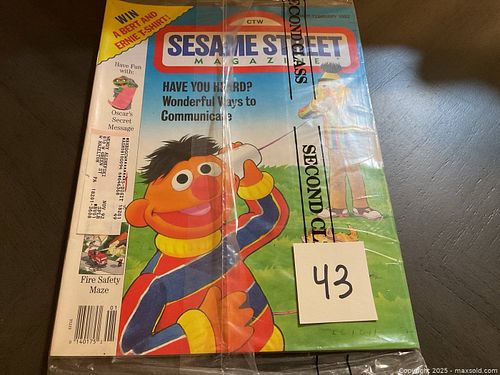 WIN
A BERT AND
ERNIE T-SHIRT!
CTW
FEBRUARY
SESAME STREET
MAGAZINE
Have Fun
with:
Oscar's
Secret
Message
HAVE YOU HEARD?
Wonderful Ways to
Communicate
SECOND CLASS
SECOND CL
Fire Safety
Maze
43
© Copyright 2025 - maxsold.com